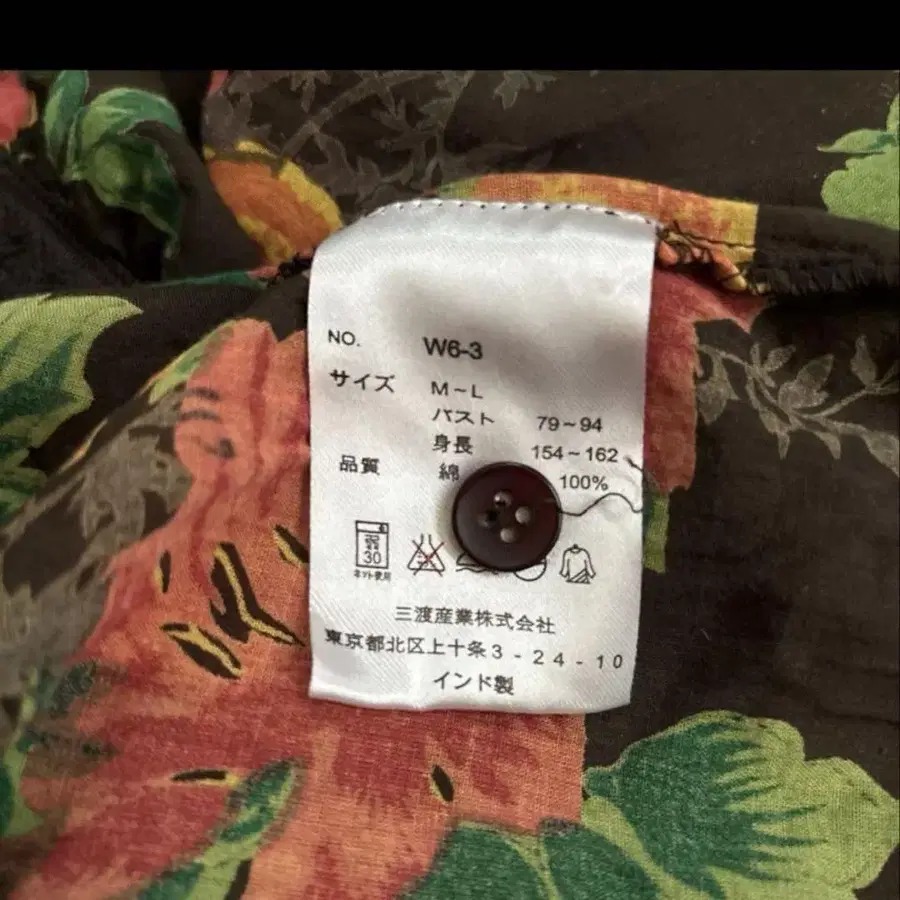 NO. W6-3
サイズ M～L
バスト 79～94
身長 154～162
品質 綿 100%
30
ネット使用
三渡産業株式会社
東京都北区上十条3-24-10
インド製